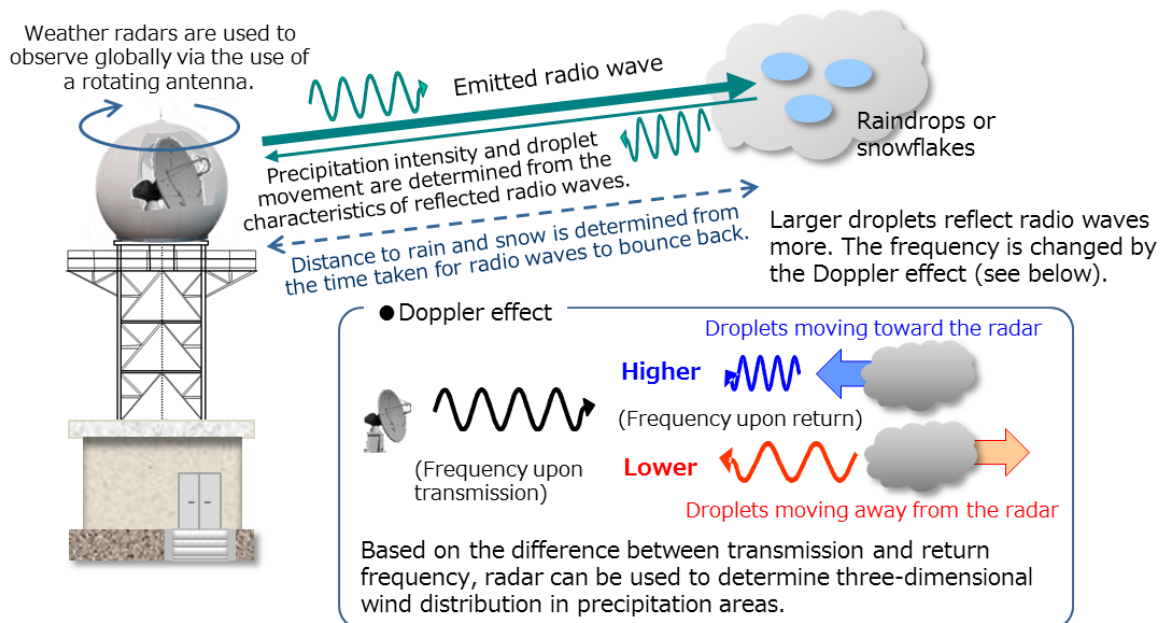 Weather radars are used to
observe globally via the use of
a rotating antenna.
Emitted radio wave
Raindrops or
snowflakes
Precipitation intensity and droplet
movement are determined from the
characteristics of reflected radio waves.
Distance to rain and snow is determined from
the time taken for radio waves to bounce back.
Larger droplets reflect radio waves
more. The frequency is changed by
the Doppler effect (see below).
●Doppler effect
Droplets moving toward the radar
Higher
(Frequency upon return)
(Frequency upon
transmission)
Lower
Droplets moving away from the radar
Based on the difference between transmission and return
frequency, radar can be used to determine three-dimensional
wind distribution in precipitation areas.